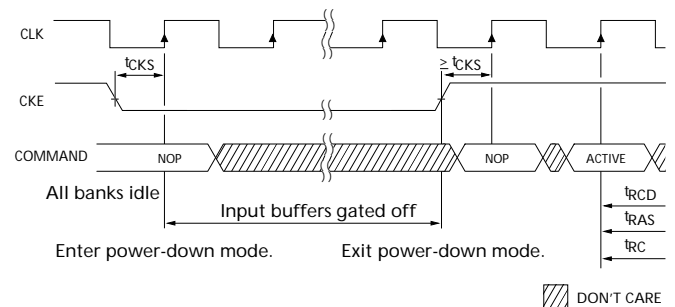 CLK
tCKS
≥ tCKS
CKE
COMMAND
NOP
NOP
ACTIVE
All banks idle
Input buffers gated off
tRCD
tRAS
tRC
Enter power-down mode.
Exit power-down mode.
DON'T CARE